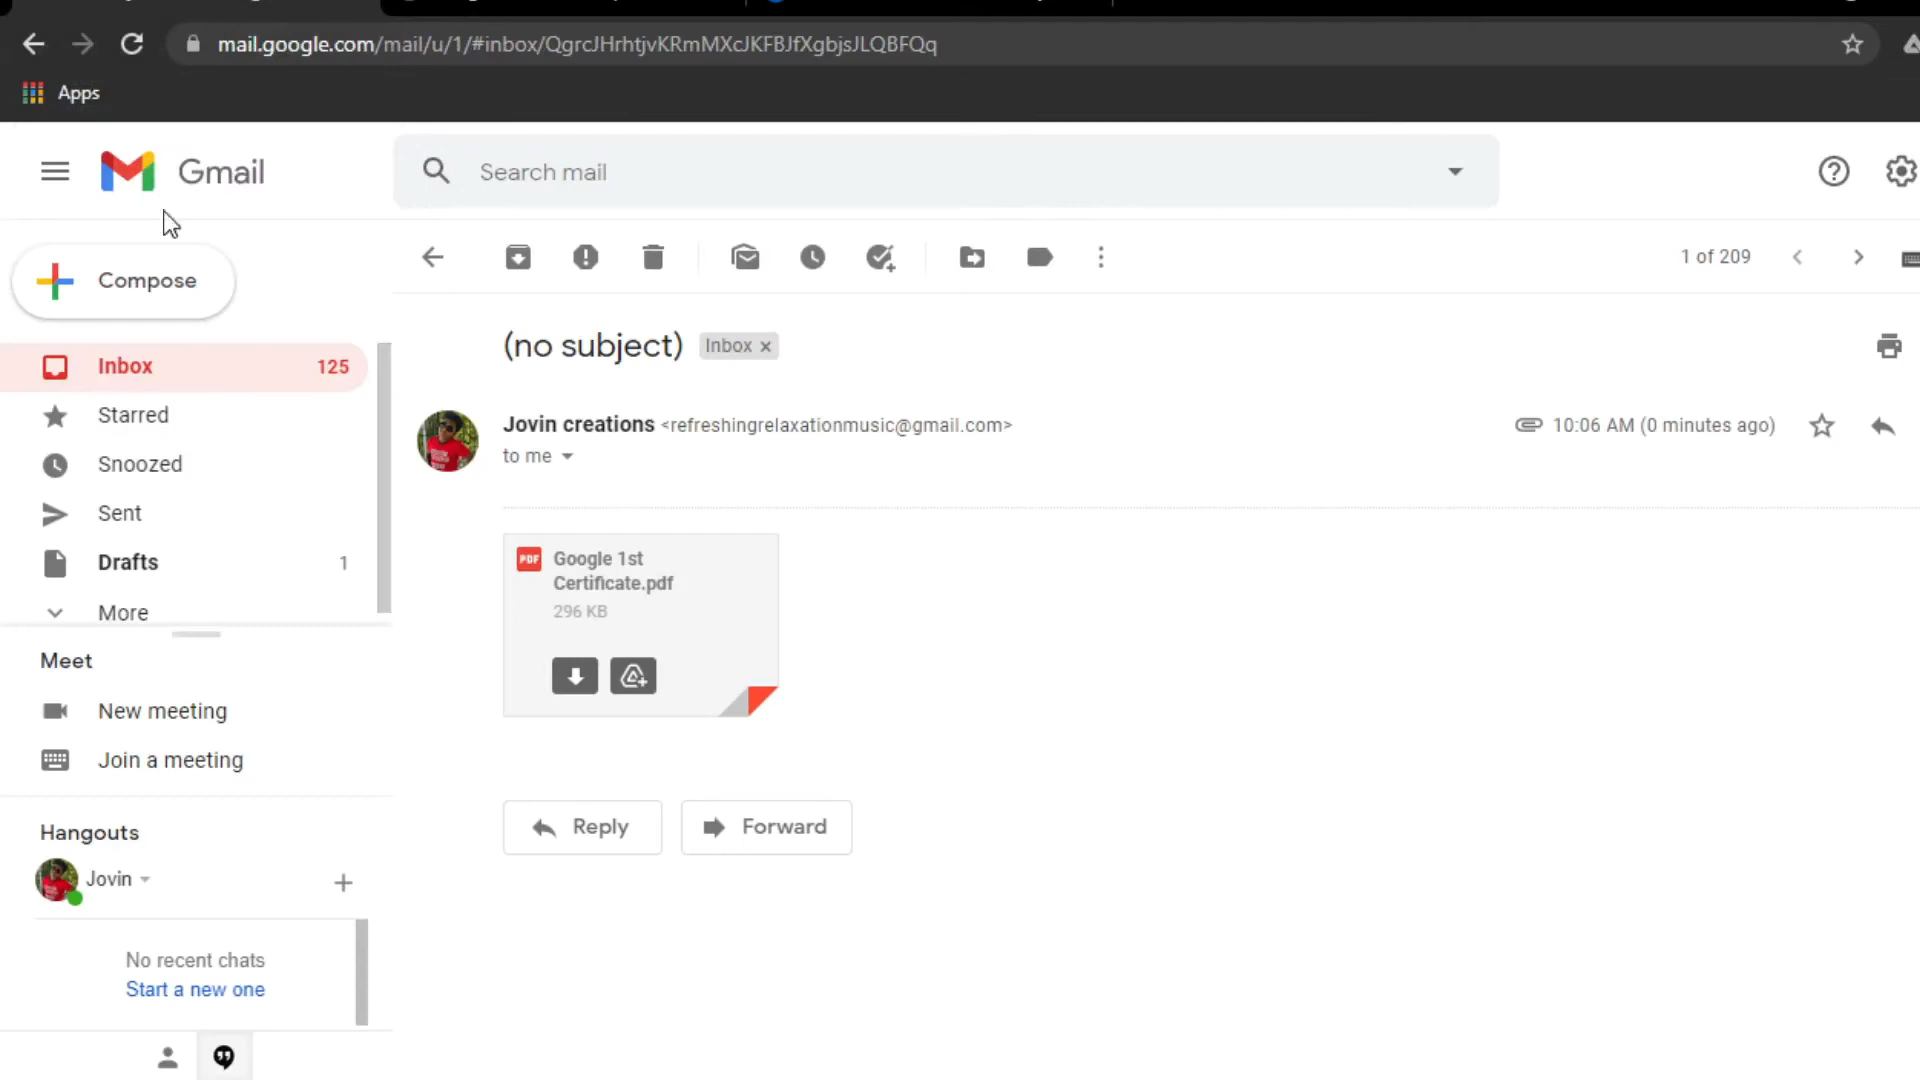 mail.google.com/mail/u/1/#inbox/QgrcJHrhtjvKRmMXcJKFBJfXgbjsJLQBFQq
Apps
Gmail
Search mail
Compose
1 of 209
(no subject)
Inbox ×
Inbox 125
Starred
Snoozed
Sent
Drafts 1
More
Jovin creations <refreshingrelaxationmusic@gmail.com>
10:06 AM (0 minutes ago)
to me
PDF
Google 1st
Certificate.pdf
296 KB
Meet
New meeting
Join a meeting
Reply
Forward
Hangouts
Jovin
No recent chats
Start a new one